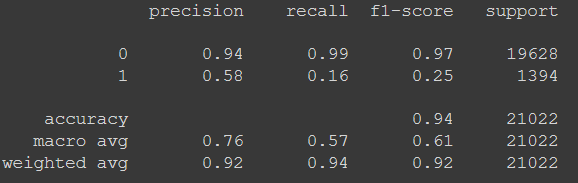 precision recall f1-score support
0 0.94 0.99 0.97 19628
1 0.58 0.16 0.25 1394
accuracy 0.94 21022
macro avg 0.76 0.57 0.61 21022
weighted avg 0.92 0.94 0.92 21022